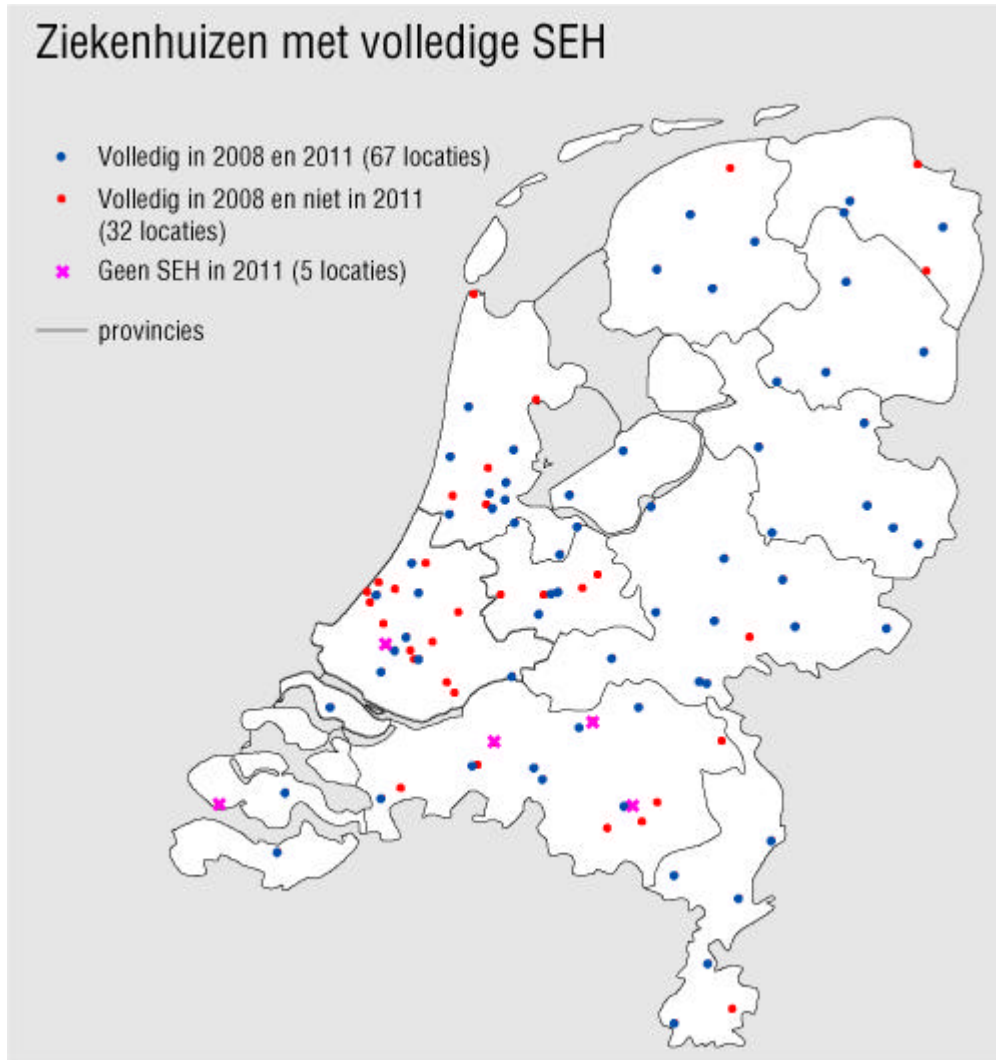 Ziekenhuizen met volledige SEH
Volledig in 2008 en 2011 (67 locaties)
Volledig in 2008 en niet in 2011
(32 locaties)
Geen SEH in 2011 (5 locaties)
provincies